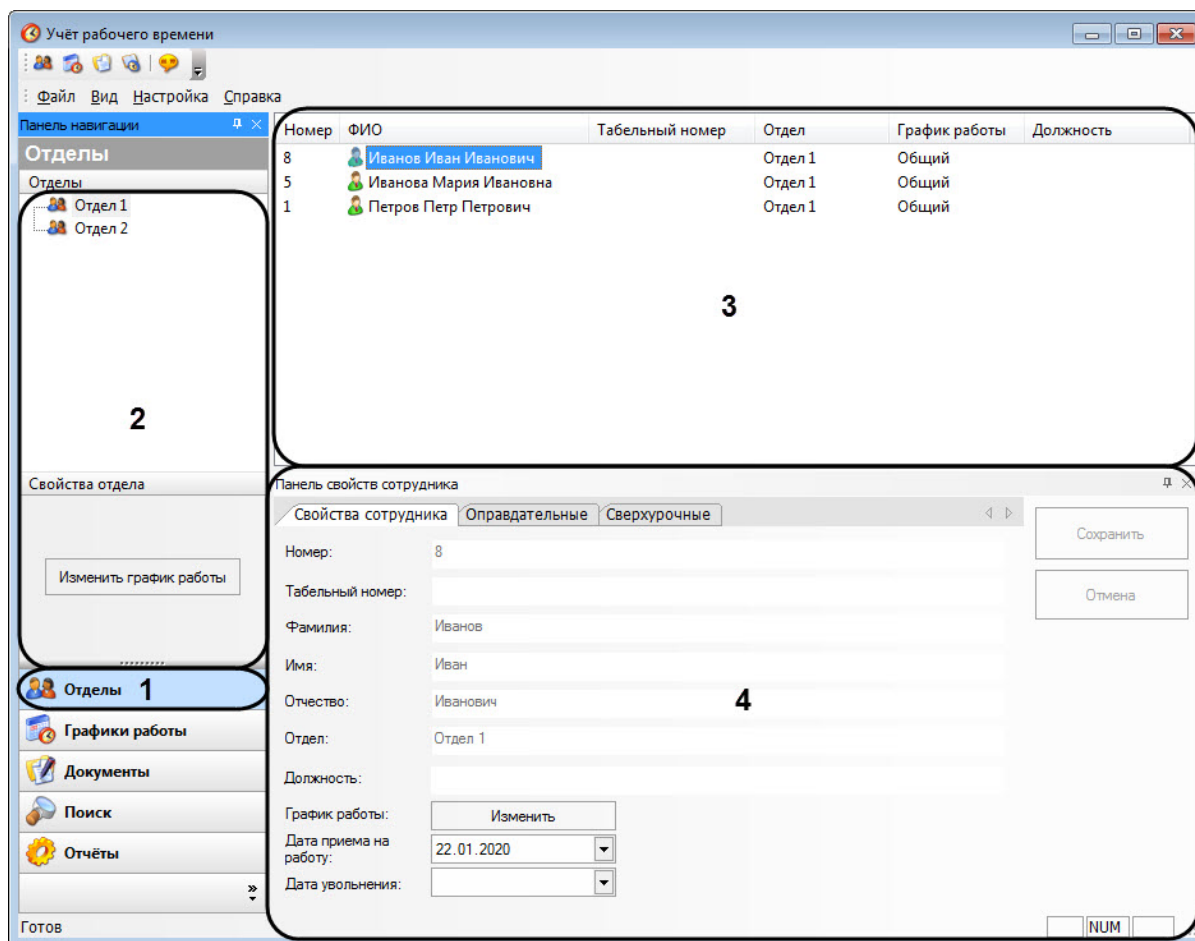 Учёт рабочего времени
Файл Вид Настройка Справка
Панель навигации
Отделы
Отделы
Отдел 1
Отдел 2
2
Свойства отдела
Изменить график работы
Отделы 1
Графики работы
Документы
Поиск
Отчёты
Номер ФИО Табельный номер Отдел График работы Должность
8 Иванов Иван Иванович Отдел 1 Общий
5 Иванова Мария Ивановна Отдел 1 Общий
1 Петров Петр Петрович Отдел 1 Общий
3
Панель свойств сотрудника
Свойства сотрудника Оправдательные Сверхурочные
Номер: 8
Табельный номер:
Фамилия: Иванов
Имя: Иван
Отчество: Иванович
4
Отдел: Отдел 1
Должность:
График работы: Изменить
Дата приема на
работу: 22.01.2020
Дата увольнения:
Сохранить
Отмена
Готов
NUM